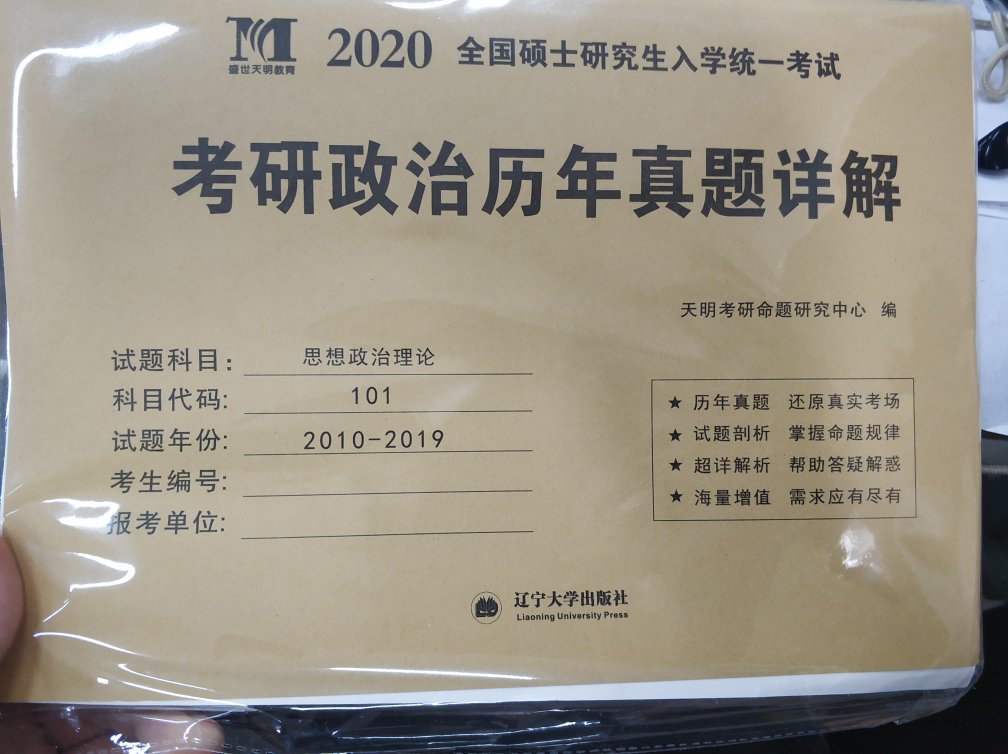 盛世天明教育
2020 全国硕士研究生入学统一考试
考研政治历年真题详解
天明考研命题研究中心 编
试题科目： 思想政治理论
科目代码: 101
试题年份: 2010-2019
考生编号:
报考单位:
★ 历年真题 还原真实考场
★ 试题剖析 掌握命题规律
★ 超详解析 帮助答疑解惑
★ 海量增值 需求应有尽有
辽宁大学出版社
Liaoning University Press